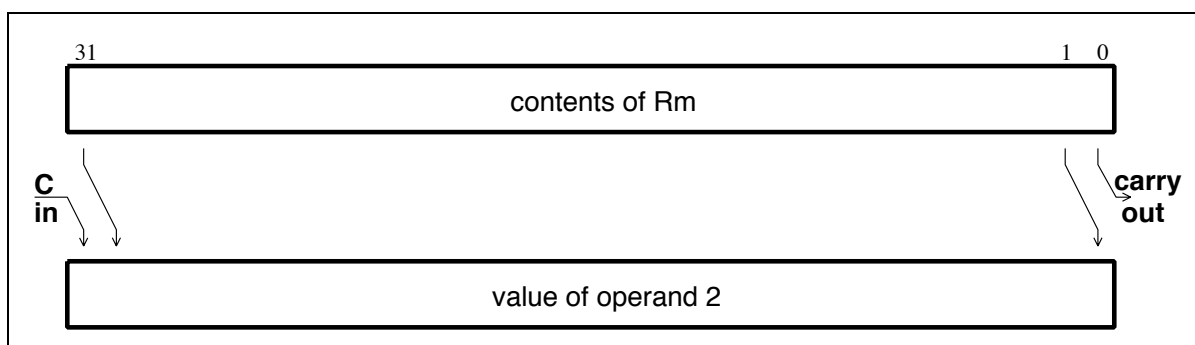 31 1 0
contents of Rm
C
in
carry
out
value of operand 2